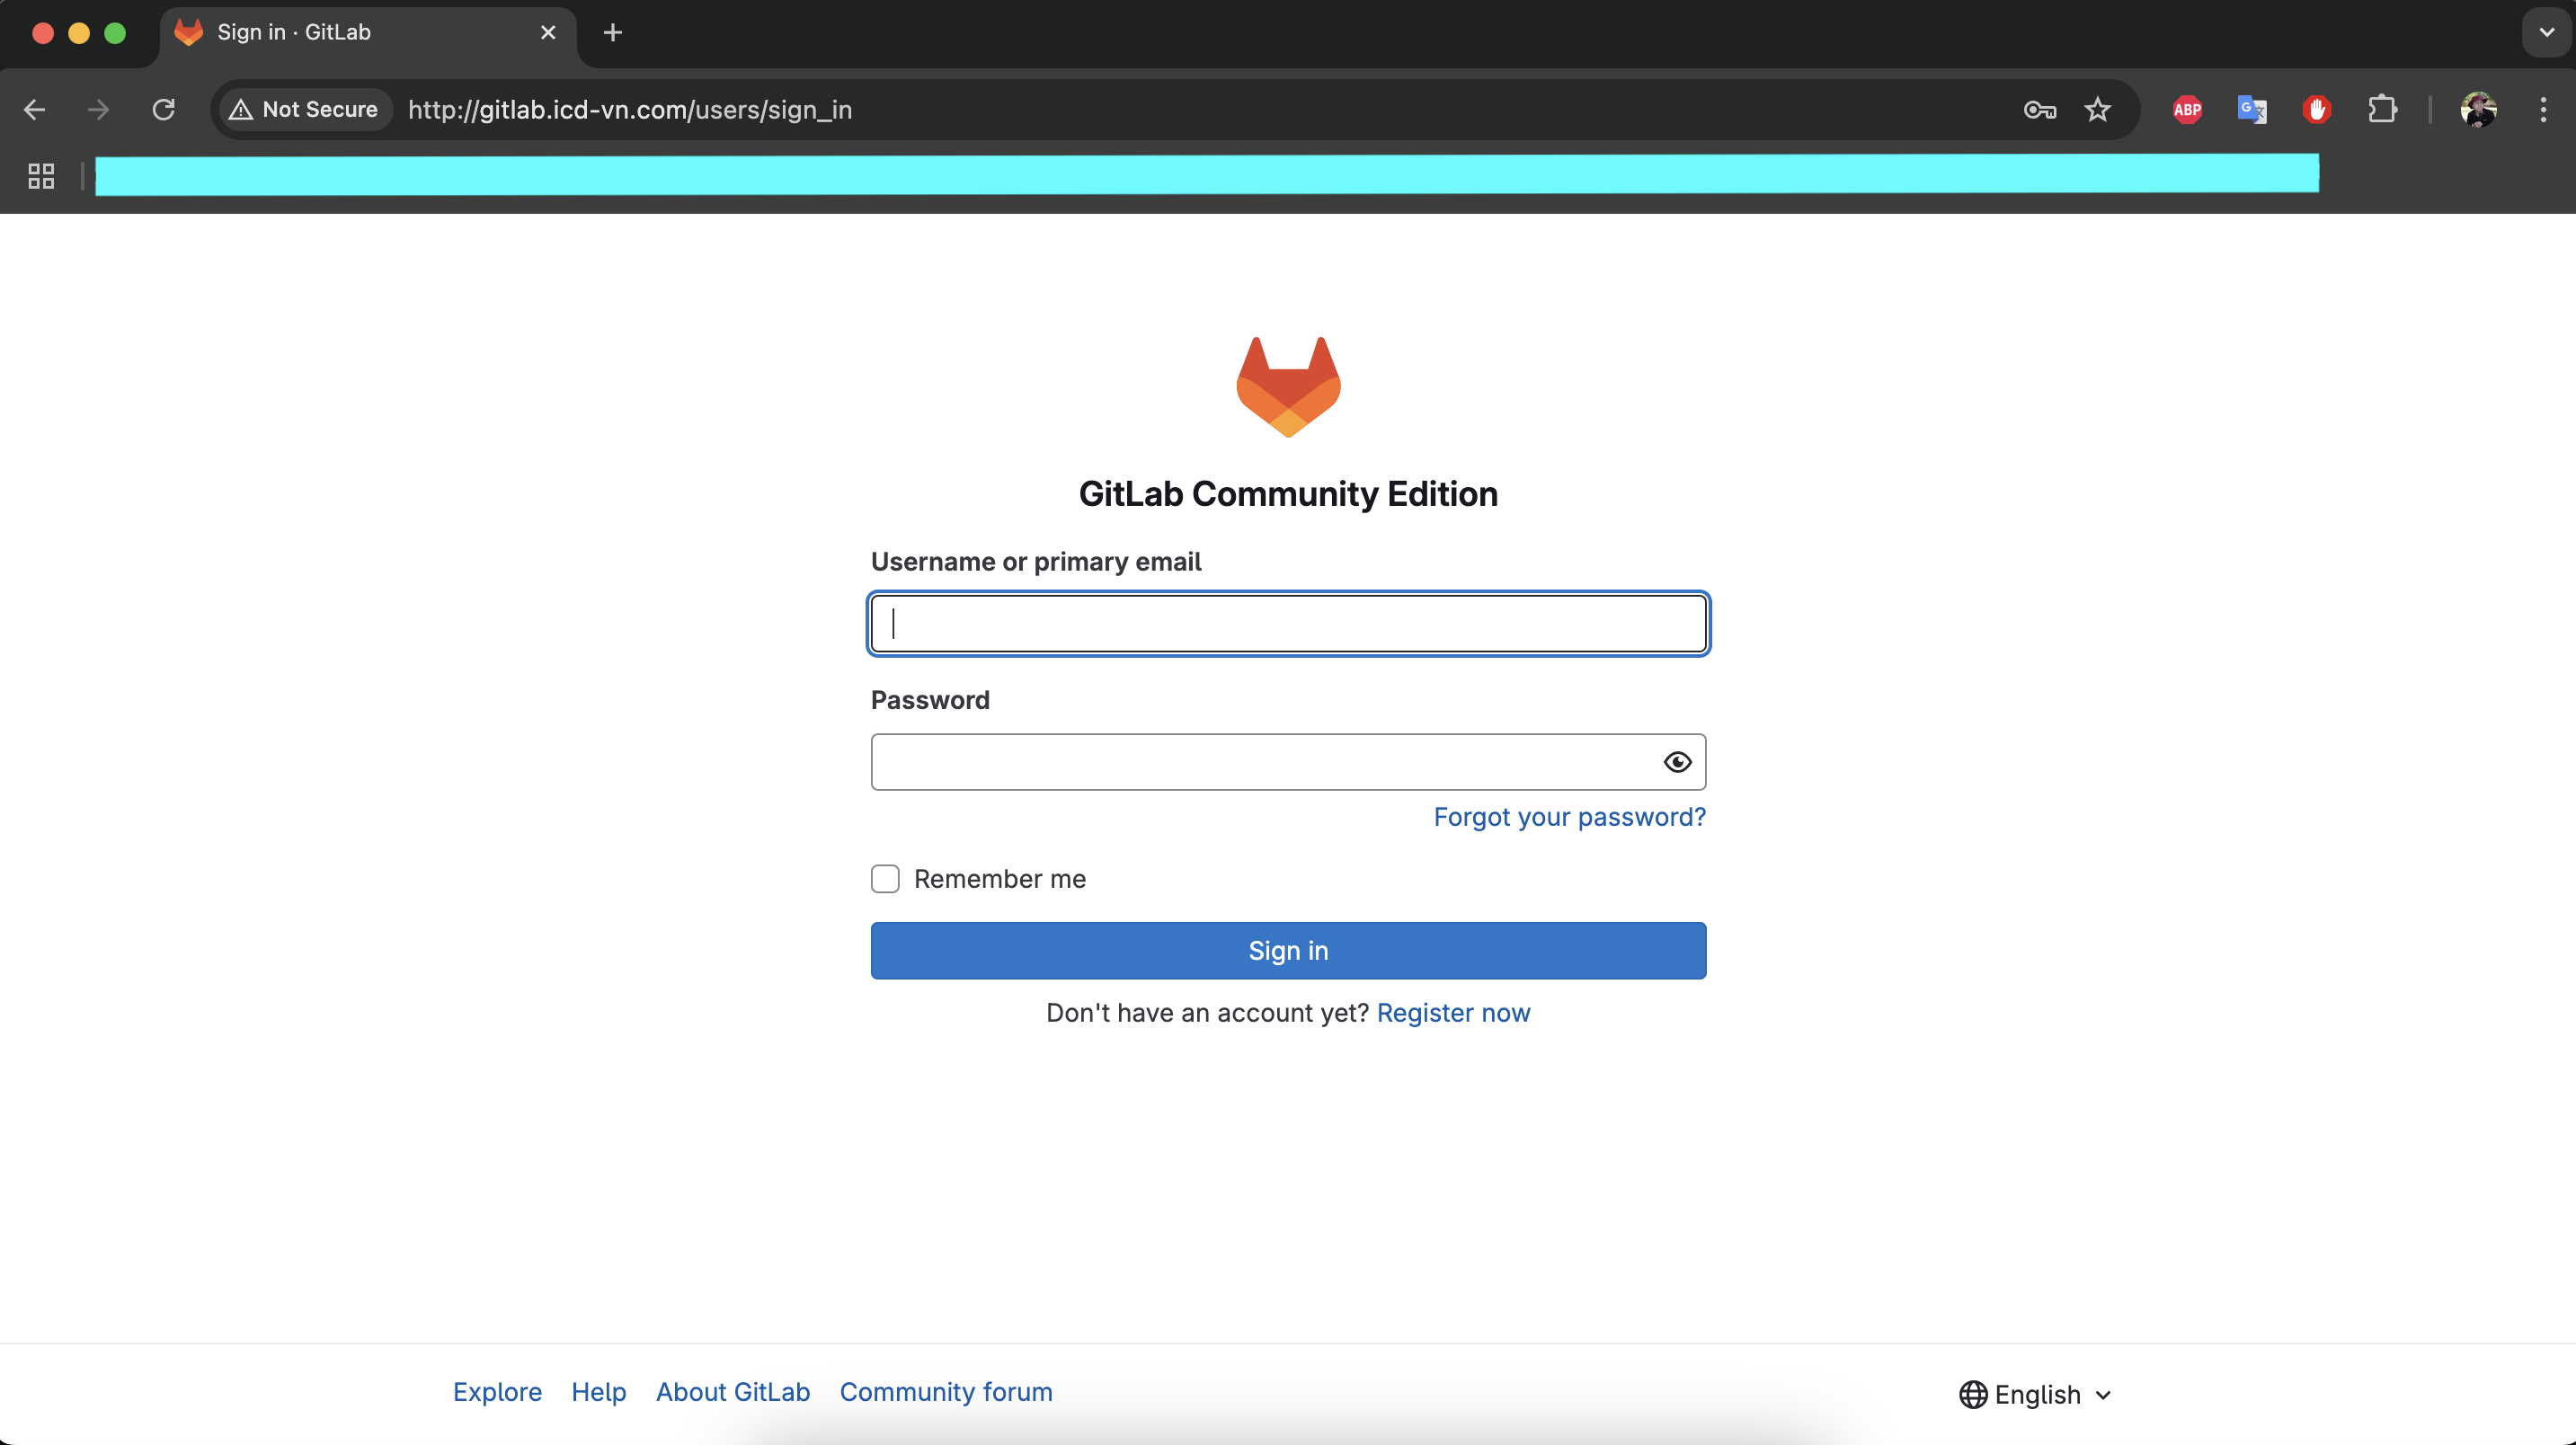 Sign in · GitLab
Not Secure http://gitlab.icd-vn.com/users/sign_in
ABP
G
GitLab Community Edition
Username or primary email
Password
Forgot your password?
Remember me
Sign in
Don't have an account yet? Register now
Explore Help About GitLab Community forum
English